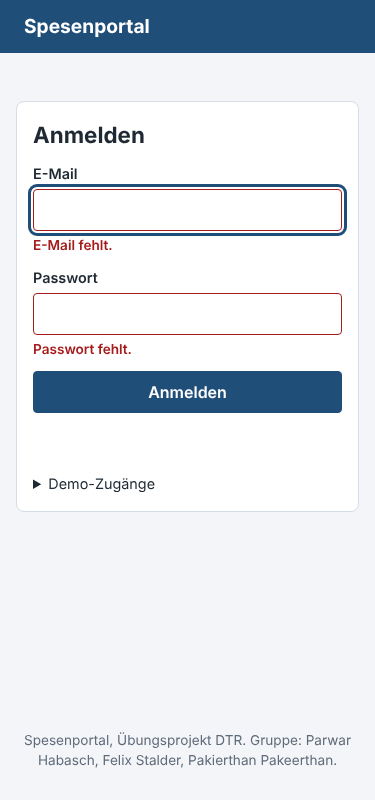 Spesenportal
Anmelden
E-Mail
E-Mail fehlt.
Passwort
Passwort fehlt.
Anmelden
Demo-Zugänge
Spesenportal, Übungsprojekt DTR. Gruppe: Parwar
Habasch, Felix Stalder, Pakierthan Pakeerthan.